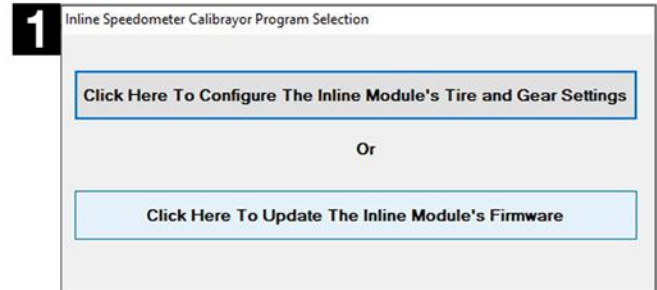 1
Inline Speedometer Calibrayor Program Selection
Click Here To Configure The Inline Module's Tire and Gear Settings
Or
Click Here To Update The Inline Module's Firmware